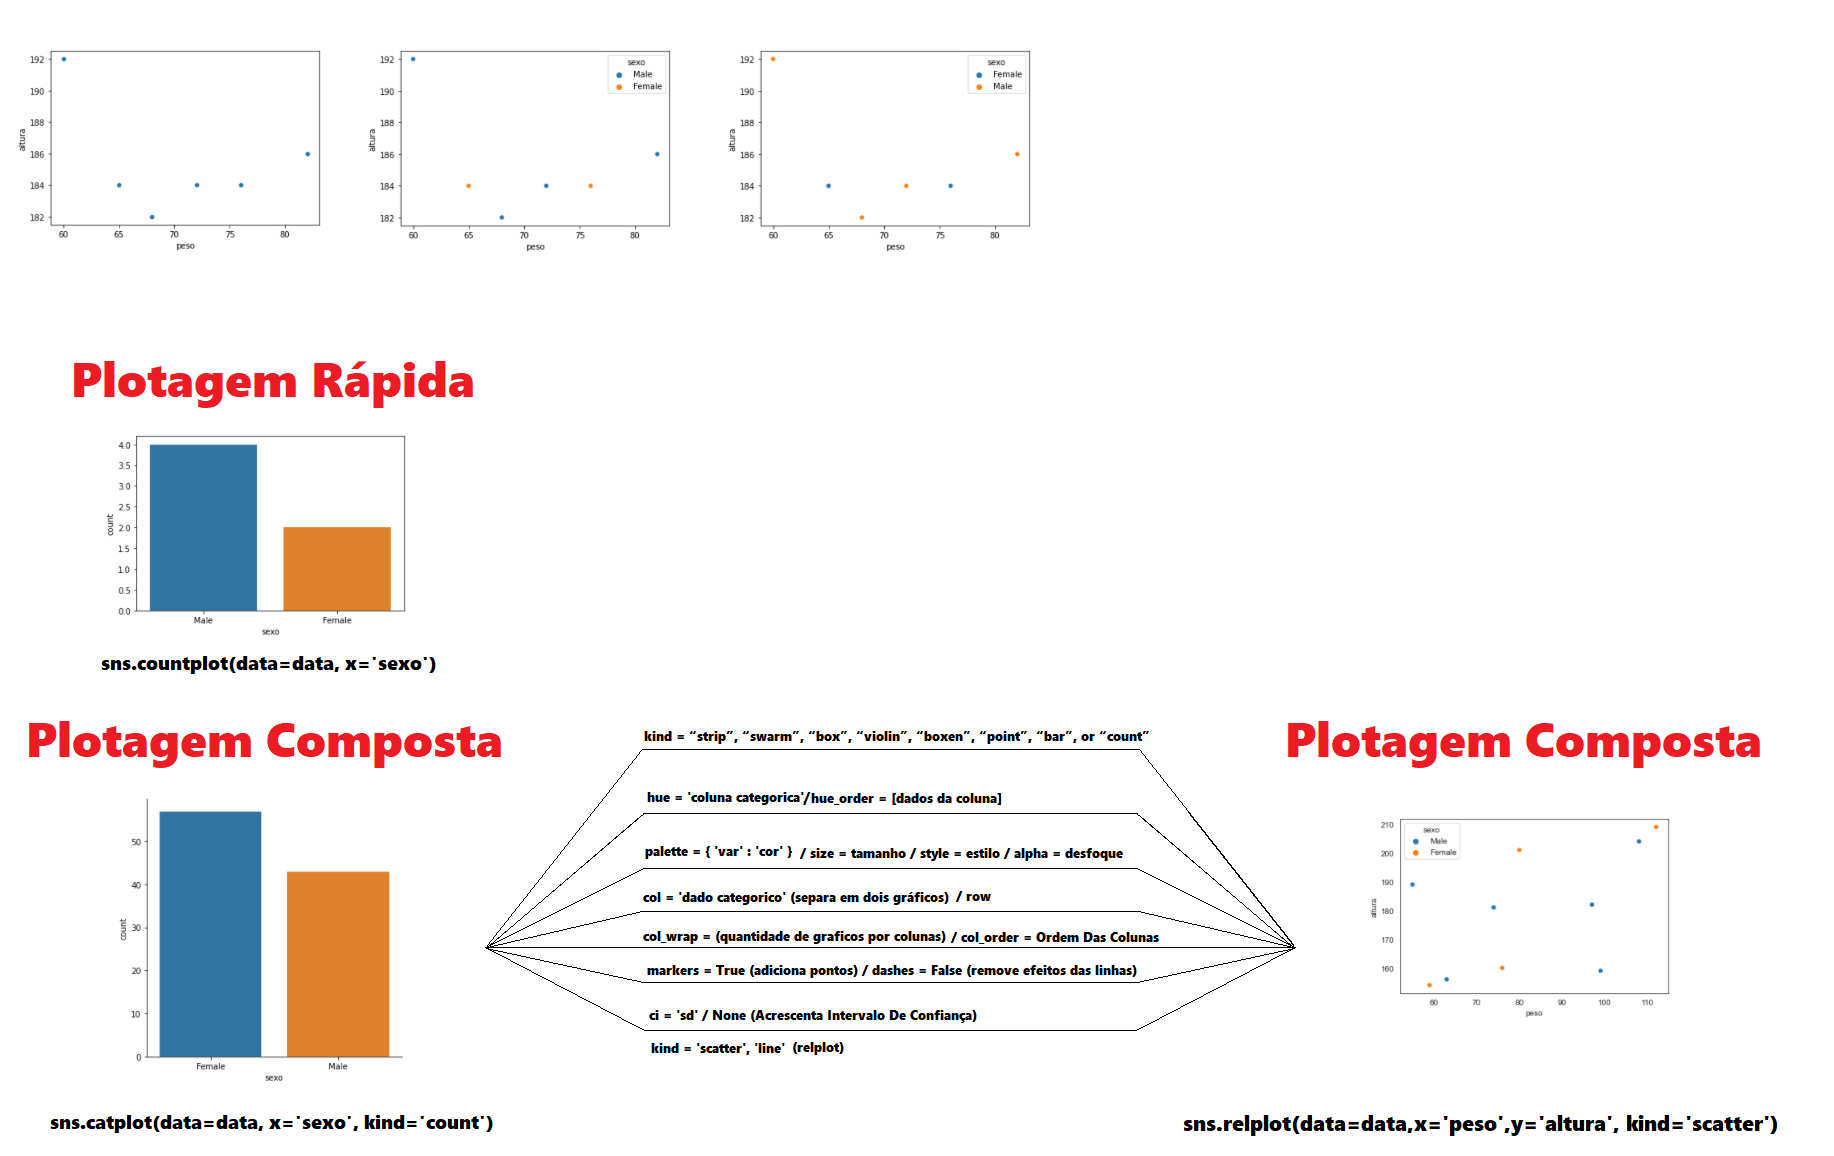 192
190
188
186
184
182
altura
60 65 70 75 80
peso
192
190
188
186
184
182
altura
sexo
Male
Female
60 65 70 75 80
peso
192
190
188
186
184
182
altura
sexo
Female
Male
60 65 70 75 80
peso
Plotagem Rápida
4.0
3.5
3.0
2.5
2.0
1.5
1.0
0.5
0.0
count
Male Female
sexo
sns.countplot(data=data, x='sexo')
Plotagem Composta
50
40
30
20
10
0
count
Female Male
sexo
sns.catplot(data=data, x='sexo', kind='count')
kind = “strip”, “swarm”, “box”, “violin”, “boxen”, “point”, “bar”, or “count”
hue = 'coluna categorica'/hue_order = [dados da coluna]
palette = { 'var' : 'cor' } / size = tamanho / style = estilo / alpha = desfoque
col = 'dado categorico' (separa em dois gráficos) / row
col_wrap = (quantidade de graficos por colunas) / col_order = Ordem Das Colunas
markers = True (adiciona pontos) / dashes = False (remove efeitos das linhas)
ci = 'sd' / None (Acrescenta Intervalo De Confiança)
kind = 'scatter', 'line' (relplot)
Plotagem Composta
210
200
190
180
170
160
altura
sexo
Male
Female
60 70 80 90 100 110
peso
sns.relplot(data=data,x='peso',y='altura', kind='scatter')